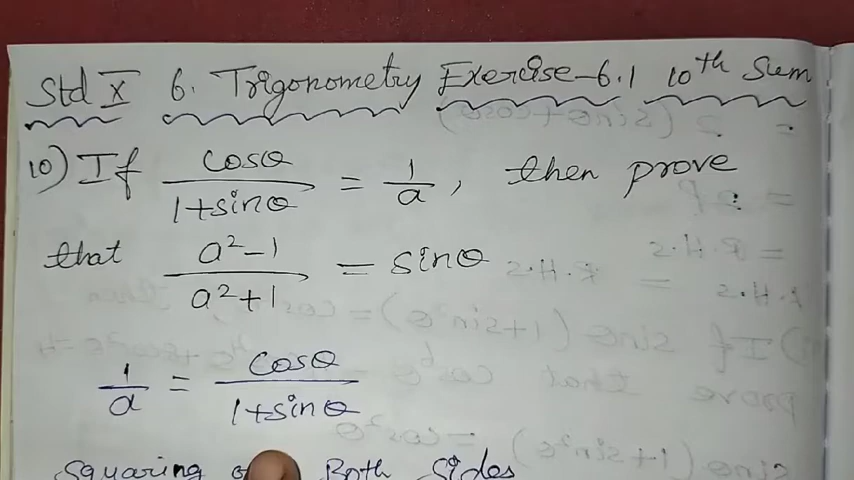 Std X 6. Trigonometry Exercise-6.1 10th Sum
10) If cosθ/1+sinθ = 1/a, then prove
that a²-1/a²+1 = sinθ
1/a = cosθ/1+sinθ
Squaring Both sides